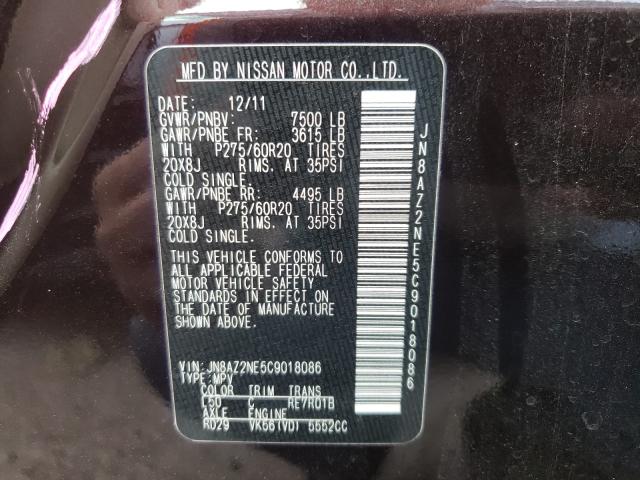 MFD BY NISSAN MOTOR CO.,LTD.
DATE: 12/11
GVWR/PNBV: 7500 LB
GAWR/PNBE FR: 3615 LB
WITH P275/60R20 TIRES
20X8J RIMS. AT 35PSI
COLD SINGLE.
GAWR/PNBE RR: 4495 LB
WITH P275/60R20 TIRES
20X8J RIMS. AT 35PSI
COLD SINGLE.
THIS VEHICLE CONFORMS TO
ALL APPLICABLE FEDERAL
MOTOR VEHICLE SAFETY
STANDARDS IN EFFECT ON
THE DATE OF MANUFACTURE
SHOWN ABOVE.
VIN: JN8AZ2NE5C9018086
TYPE: MPV
COLOR TRIM TRANS
L50 C RE7R01B
AXLE ENGINE
RD29 VK56(VD) 5552CC
JN8AZ2NE5C9018086